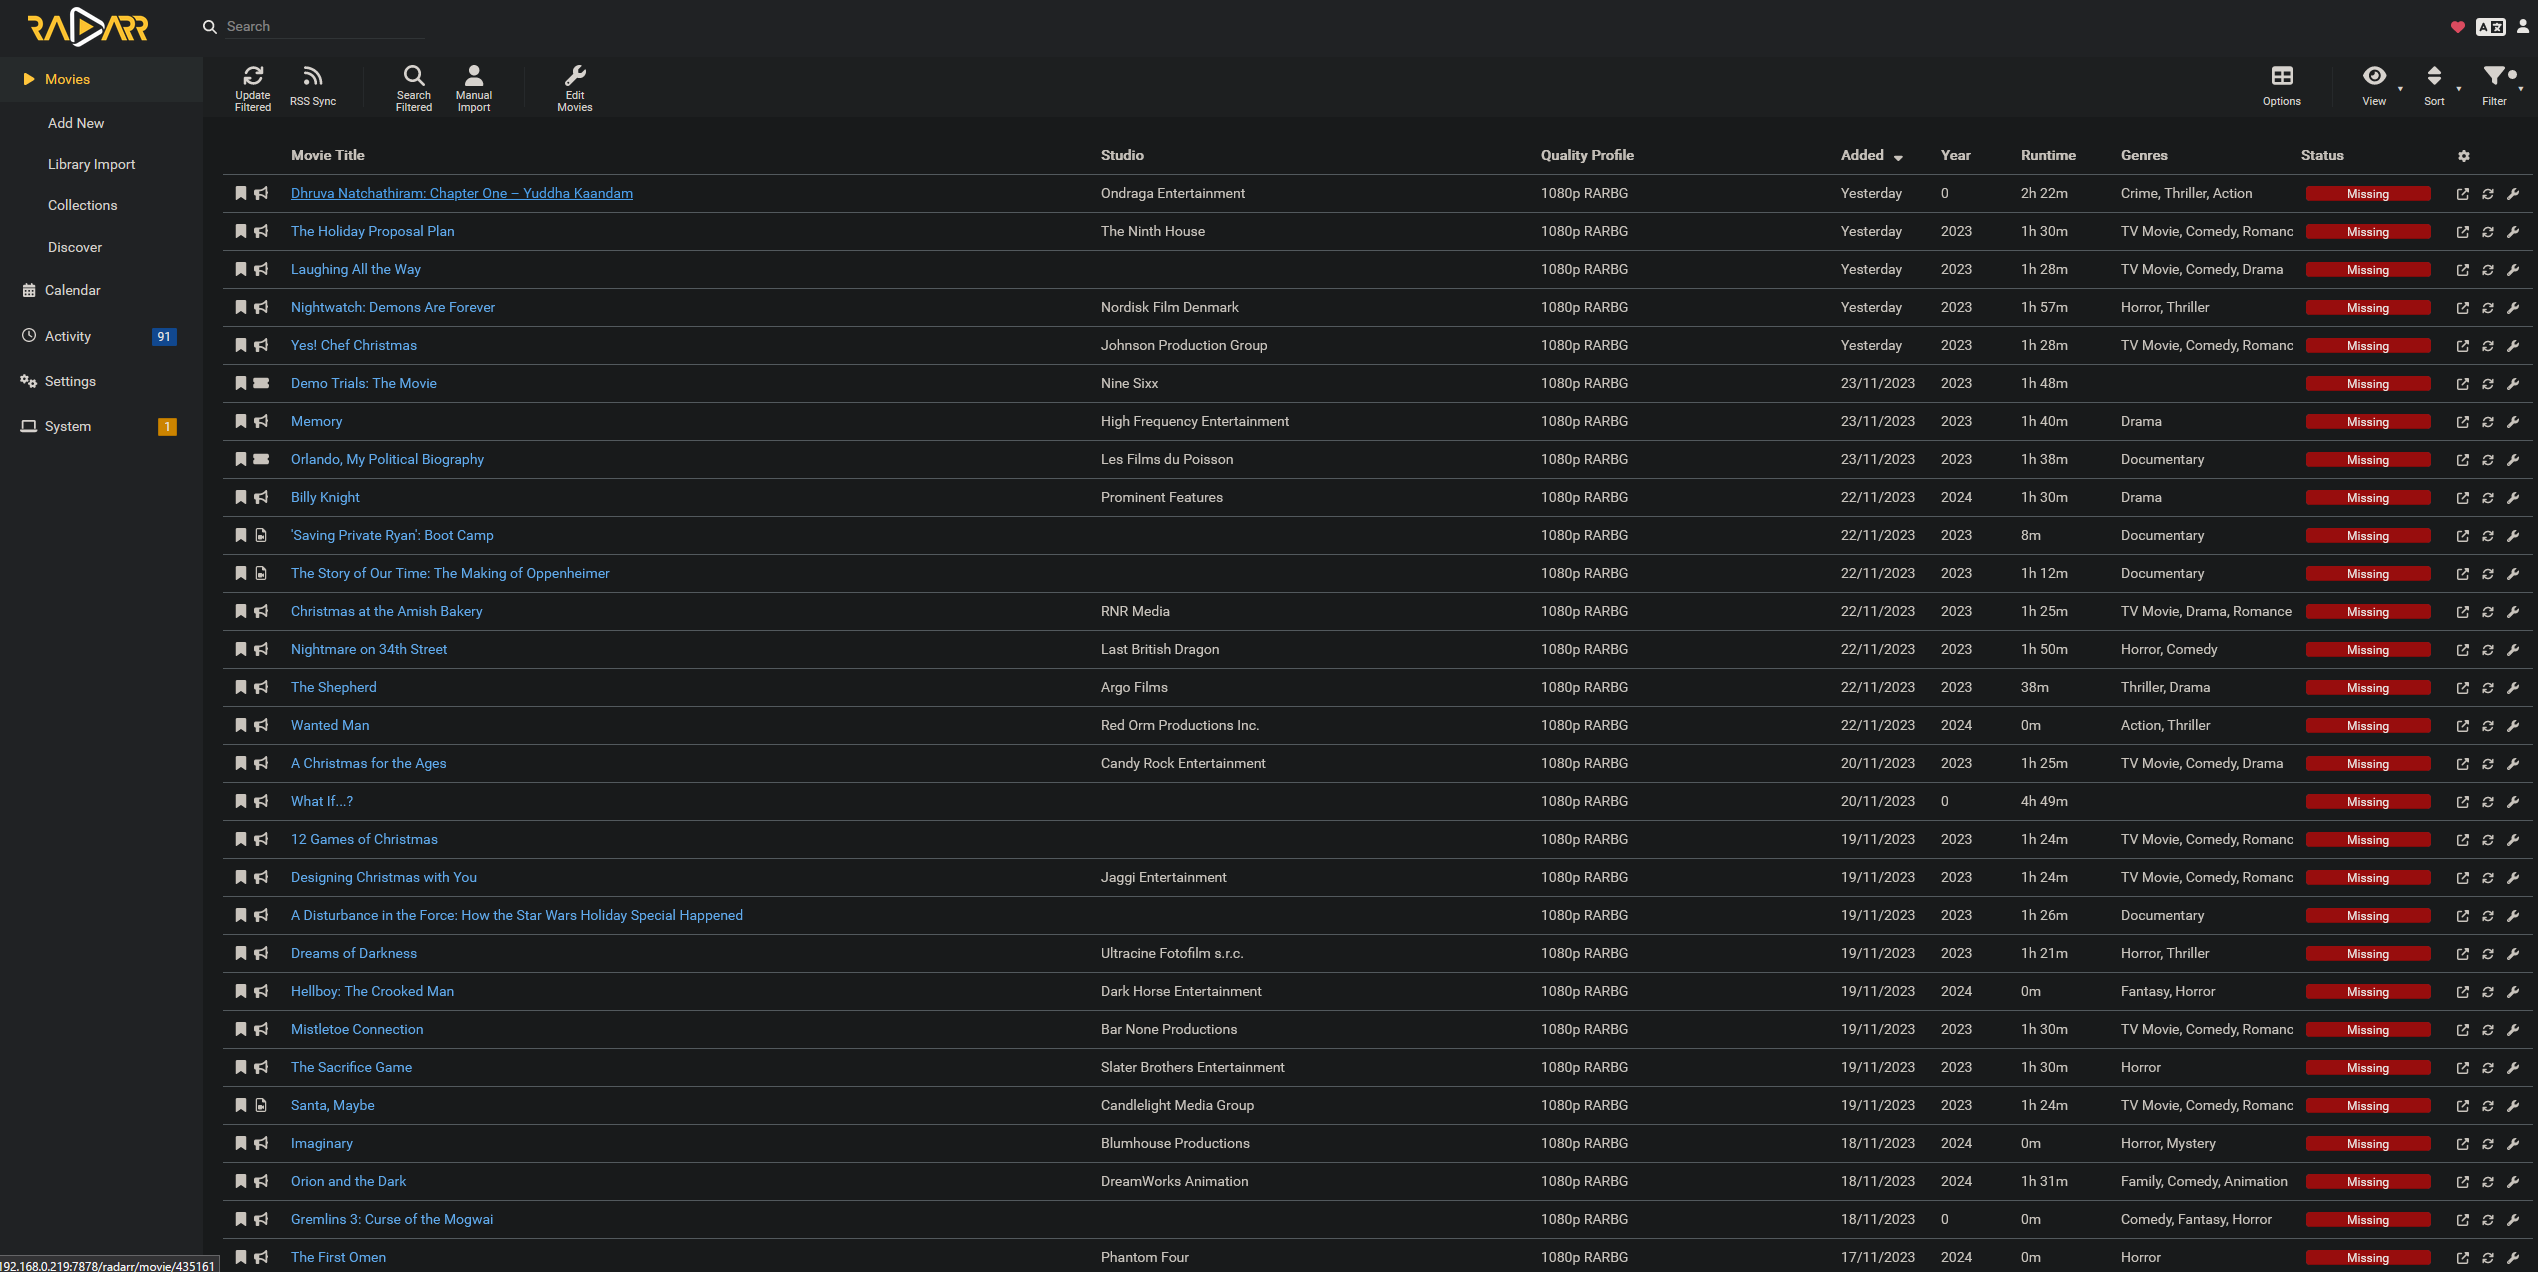 RADARR
Search
Movies
Add New
Library Import
Collections
Discover
Calendar
Activity 91
Settings
System 1
Update Filtered
RSS Sync
Search Filtered
Manual Import
Edit Movies
Options
View
Sort
Filter
Movie Title Studio Quality Profile Added Year Runtime Genres Status
Dhruva Natchathiram: Chapter One – Yuddha Kaandam Ondraga Entertainment 1080p RARBG Yesterday 0 2h 22m Crime, Thriller, Action Missing
The Holiday Proposal Plan The Ninth House 1080p RARBG Yesterday 2023 1h 30m TV Movie, Comedy, Romanc Missing
Laughing All the Way 1080p RARBG Yesterday 2023 1h 28m TV Movie, Comedy, Drama Missing
Nightwatch: Demons Are Forever Nordisk Film Denmark 1080p RARBG Yesterday 2023 1h 57m Horror, Thriller Missing
Yes! Chef Christmas Johnson Production Group 1080p RARBG Yesterday 2023 1h 28m TV Movie, Comedy, Romanc Missing
Demo Trials: The Movie Nine Sixx 1080p RARBG 23/11/2023 2023 1h 48m Missing
Memory High Frequency Entertainment 1080p RARBG 23/11/2023 2023 1h 40m Drama Missing
Orlando, My Political Biography Les Films du Poisson 1080p RARBG 23/11/2023 2023 1h 38m Documentary Missing
Billy Knight Prominent Features 1080p RARBG 22/11/2023 2024 1h 30m Drama Missing
'Saving Private Ryan': Boot Camp 1080p RARBG 22/11/2023 2023 8m Documentary Missing
The Story of Our Time: The Making of Oppenheimer 1080p RARBG 22/11/2023 2023 1h 12m Documentary Missing
Christmas at the Amish Bakery RNR Media 1080p RARBG 22/11/2023 2023 1h 25m TV Movie, Drama, Romance Missing
Nightmare on 34th Street Last British Dragon 1080p RARBG 22/11/2023 2023 1h 50m Horror, Comedy Missing
The Shepherd Argo Films 1080p RARBG 22/11/2023 2023 38m Thriller, Drama Missing
Wanted Man Red Orm Productions Inc. 1080p RARBG 22/11/2023 2024 0m Action, Thriller Missing
A Christmas for the Ages Candy Rock Entertainment 1080p RARBG 20/11/2023 2023 1h 25m TV Movie, Comedy, Drama Missing
What If...? 1080p RARBG 20/11/2023 0 4h 49m Missing
12 Games of Christmas 1080p RARBG 19/11/2023 2023 1h 24m TV Movie, Comedy, Romanc Missing
Designing Christmas with You Jaggi Entertainment 1080p RARBG 19/11/2023 2023 1h 24m TV Movie, Comedy, Romanc Missing
A Disturbance in the Force: How the Star Wars Holiday Special Happened 1080p RARBG 19/11/2023 2023 1h 26m Documentary Missing
Dreams of Darkness Ultracine Fotofilm s.r.c. 1080p RARBG 19/11/2023 2023 1h 21m Horror, Thriller Missing
Hellboy: The Crooked Man Dark Horse Entertainment 1080p RARBG 19/11/2023 2024 0m Fantasy, Horror Missing
Mistletoe Connection Bar None Productions 1080p RARBG 19/11/2023 2023 1h 30m TV Movie, Comedy, Romanc Missing
The Sacrifice Game Slater Brothers Entertainment 1080p RARBG 19/11/2023 2023 1h 30m Horror Missing
Santa, Maybe Candlelight Media Group 1080p RARBG 19/11/2023 2023 1h 24m TV Movie, Comedy, Romanc Missing
Imaginary Blumhouse Productions 1080p RARBG 18/11/2023 2024 0m Horror, Mystery Missing
Orion and the Dark DreamWorks Animation 1080p RARBG 18/11/2023 2024 1h 31m Family, Comedy, Animation Missing
Gremlins 3: Curse of the Mogwai 1080p RARBG 18/11/2023 0 0m Comedy, Fantasy, Horror Missing
The First Omen Phantom Four 1080p RARBG 17/11/2023 2024 0m Horror Missing
192.168.0.219:7878/radarr/movie/435161